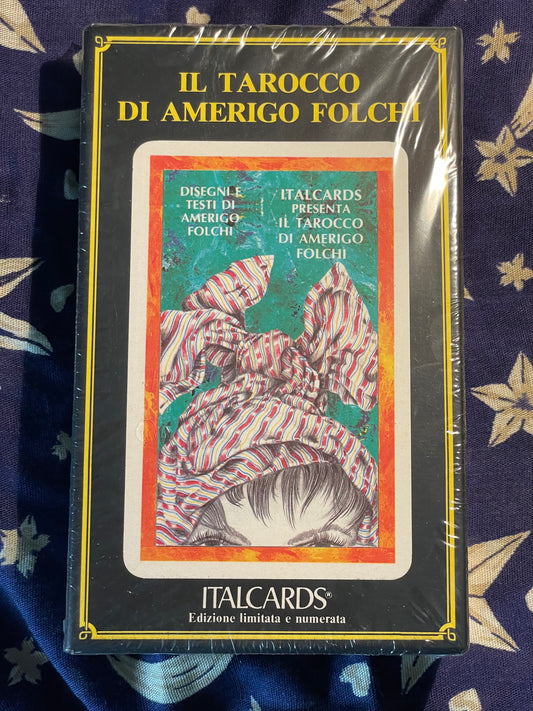 IL TAROCCO
DI AMERIGO FOLCHI
DISEGNI E
TESTI DI
AMERIGO
FOLCHI
ITALCARDS
PRESENTA
IL TAROCCO
DI AMERIGO
FOLCHI
ITALCARDS®
Edizione limitata e numerata